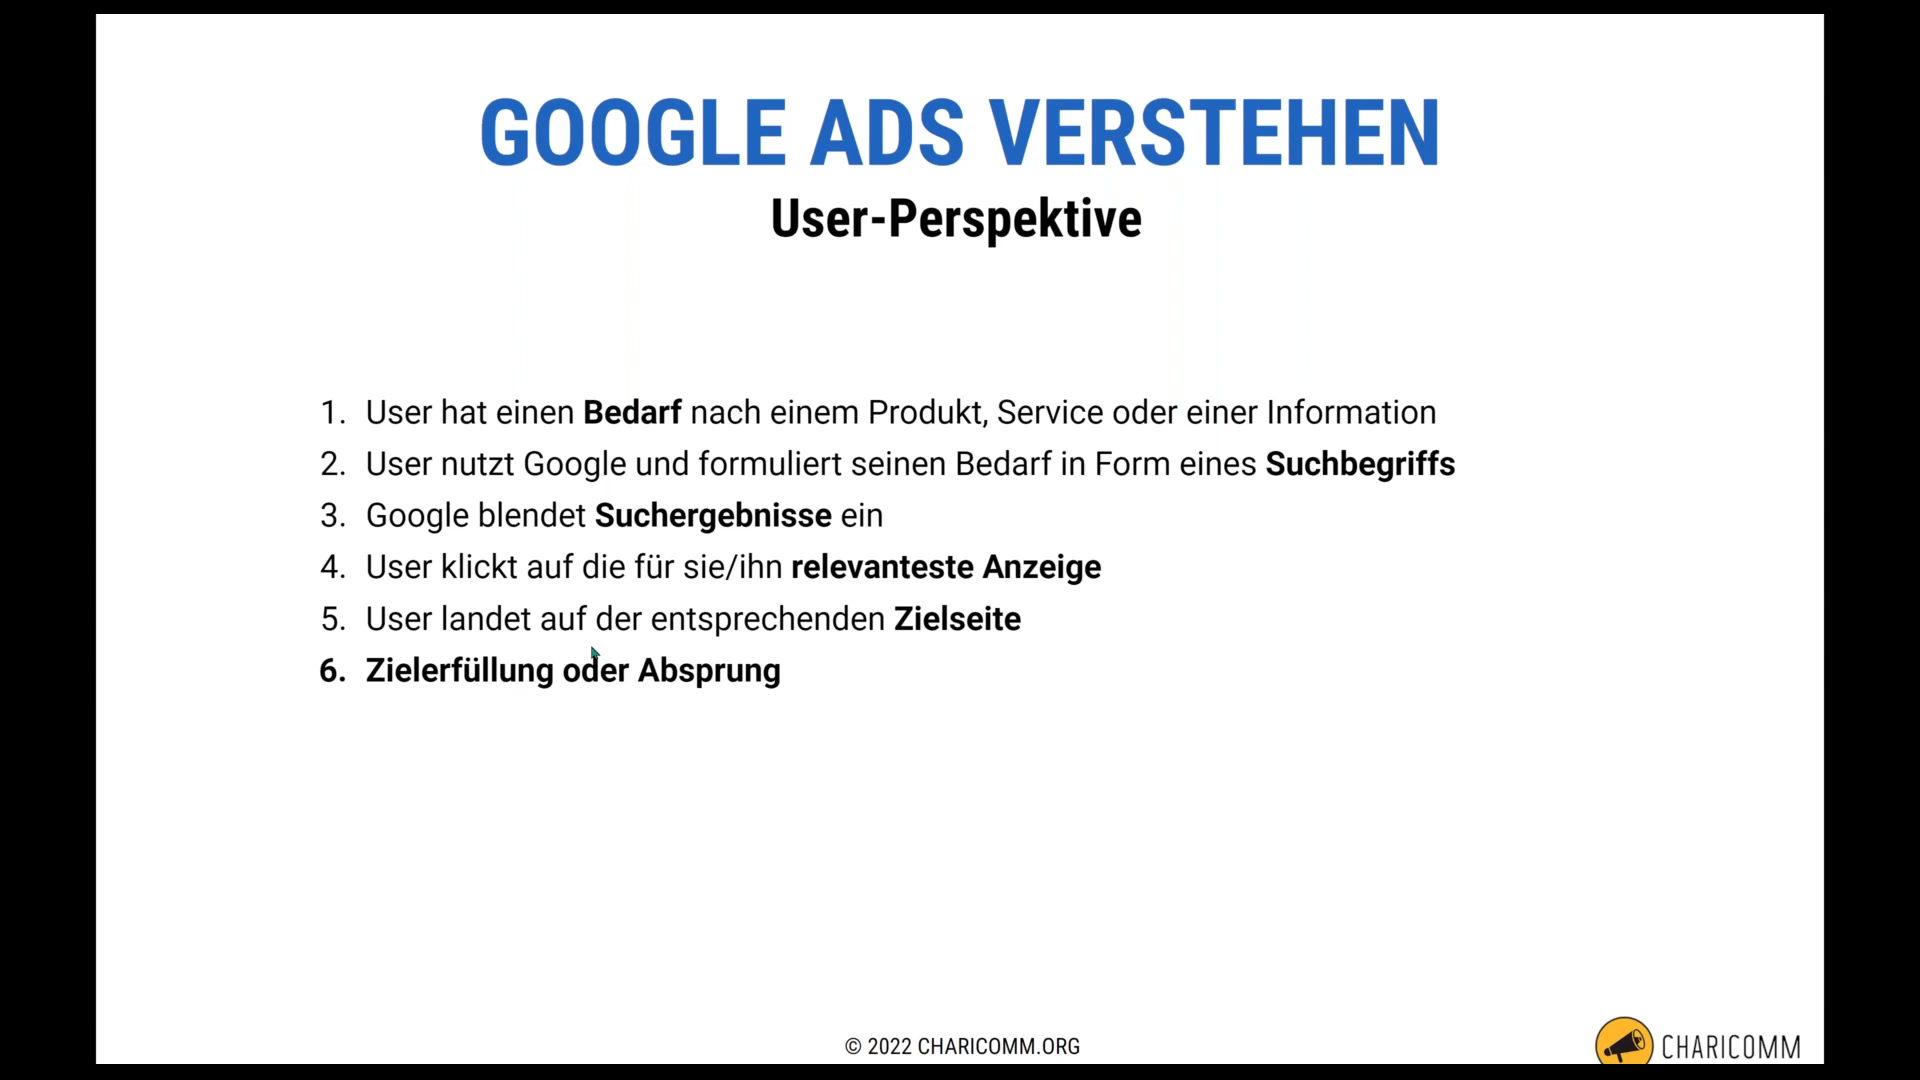 GOOGLE ADS VERSTEHEN
User-Perspektive
1. User hat einen Bedarf nach einem Produkt, Service oder einer Information
2. User nutzt Google und formuliert seinen Bedarf in Form eines Suchbegriffs
3. Google blendet Suchergebnisse ein
4. User klickt auf die für sie/ihn relevanteste Anzeige
5. User landet auf der entsprechenden Zielseite
6. Zielerfüllung oder Absprung
© 2022 CHARICOMM.ORG
CHARICOMM